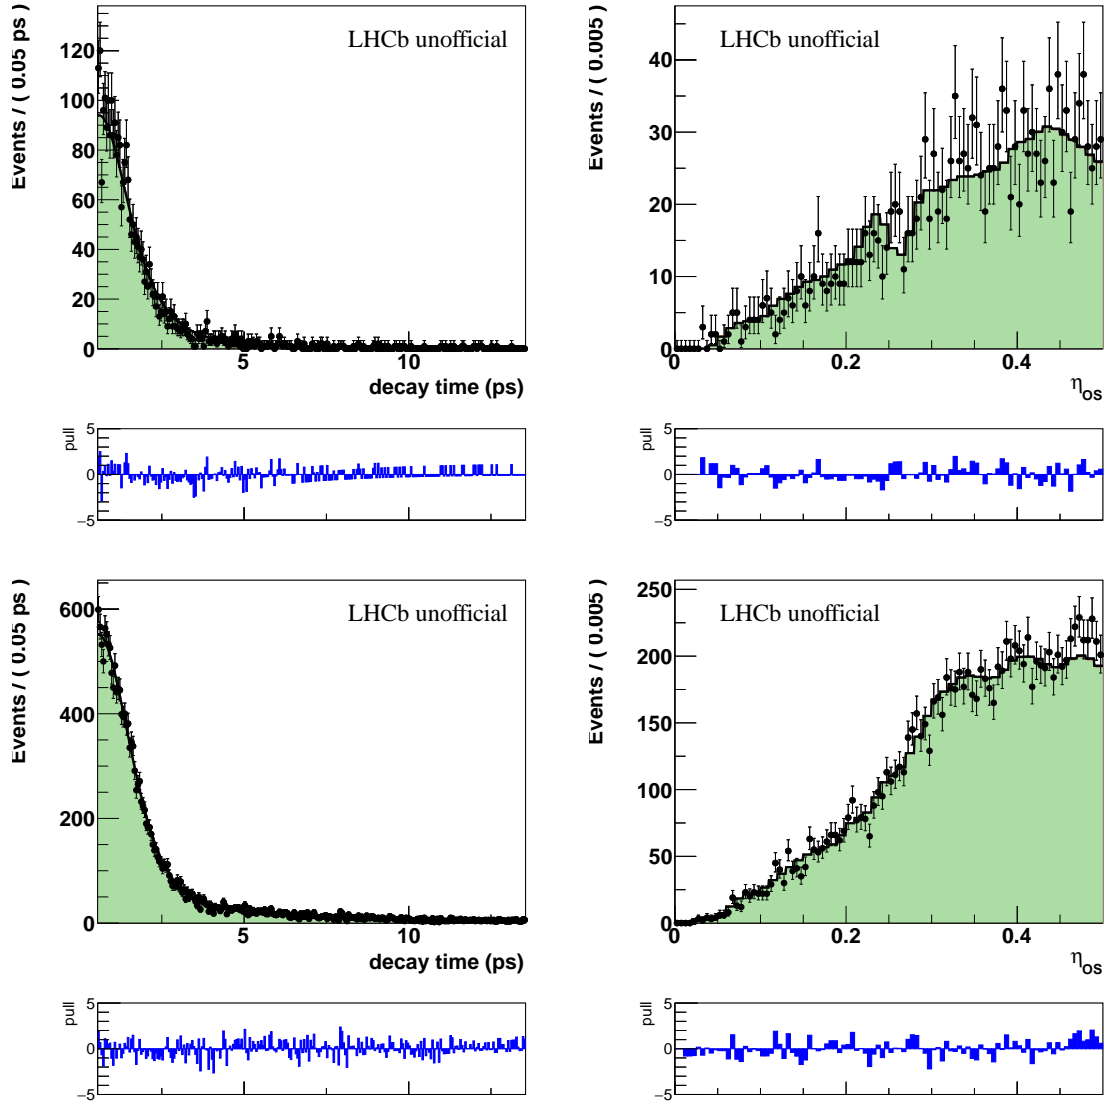 Events / ( 0.05 ps )
120
100
80
60
40
20
0
LHCb unofficial
5
10
decay time (ps)
pull
5
0
−5
Events / ( 0.005 )
40
30
20
10
0
LHCb unofficial
0
0.2
0.4
ηOS
pull
5
0
−5
Events / ( 0.05 ps )
600
400
200
0
LHCb unofficial
5
10
decay time (ps)
pull
5
0
−5
Events / ( 0.005 )
250
200
150
100
50
0
LHCb unofficial
0
0.2
0.4
ηOS
pull
5
0
−5